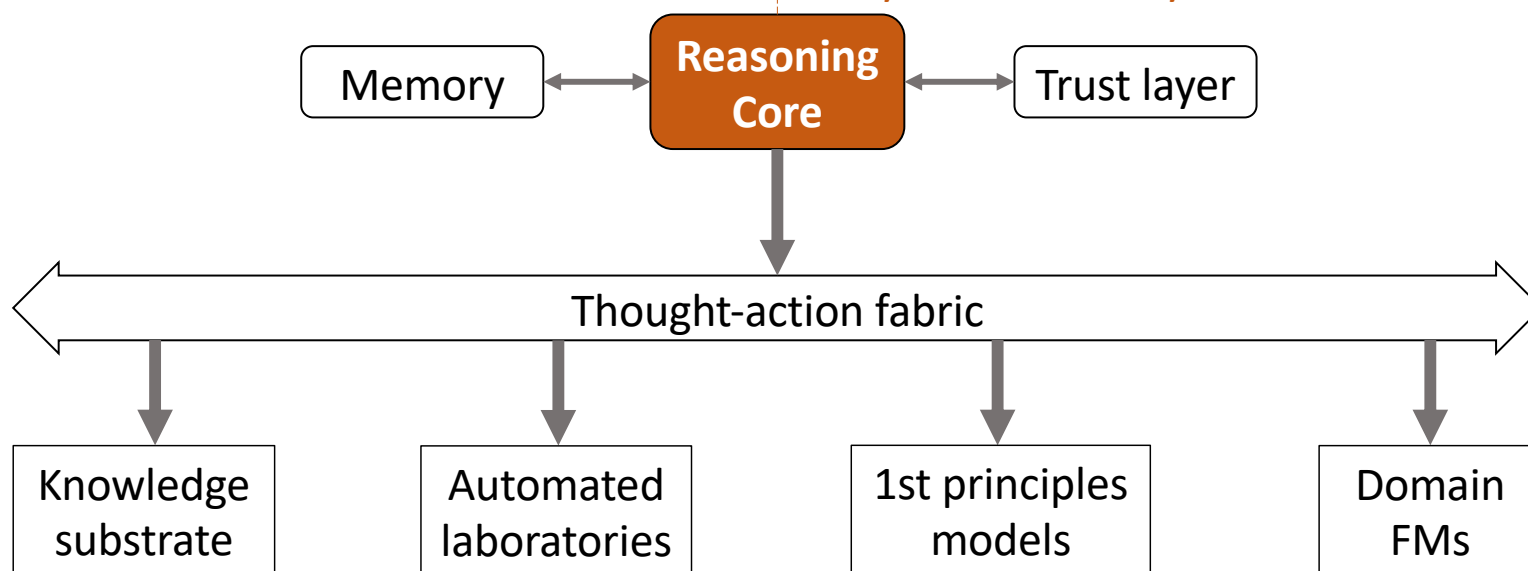 Reasoning
Core
Memory
Trust layer
Thought-action fabric
Knowledge
substrate
Automated
laboratories
1st principles
models
Domain
FMs